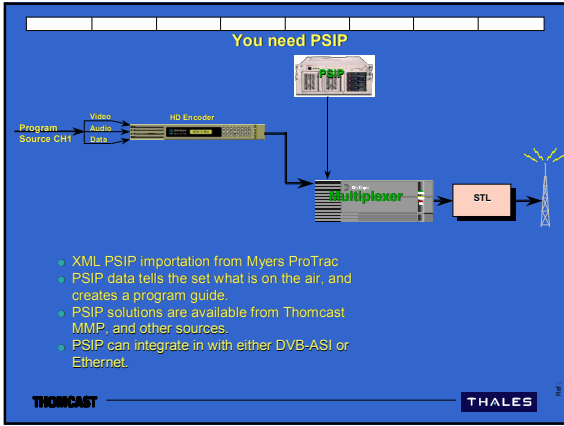 You need PSIP
PSIP
Video
HD Encoder
Program
Source CH1
Audio
Data
Multiplexer
STL
XML PSIP importation from Myers ProTrac
PSIP data tells the set what is on the air, and
creates a program guide.
PSIP solutions are available from Thomcast
MMP, and other sources.
PSIP can integrate in with either DVB-ASI or
Ethernet.
THOMCAST
THALES
Ref :